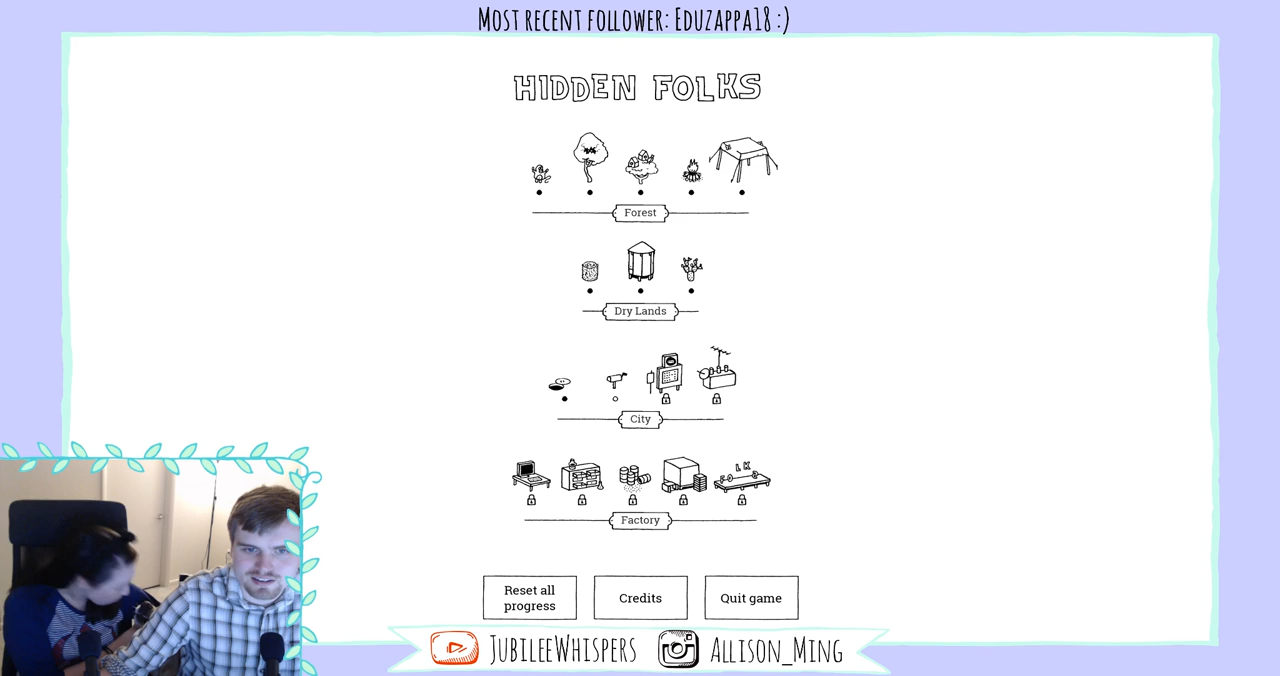 Most recent follower: Eduzappa18 :)
HIDDEN FOLKS
Forest
Dry Lands
City
LK
Factory
Reset all
progress
Credits
Quit game
JubileeWhispers
Allison_Ming